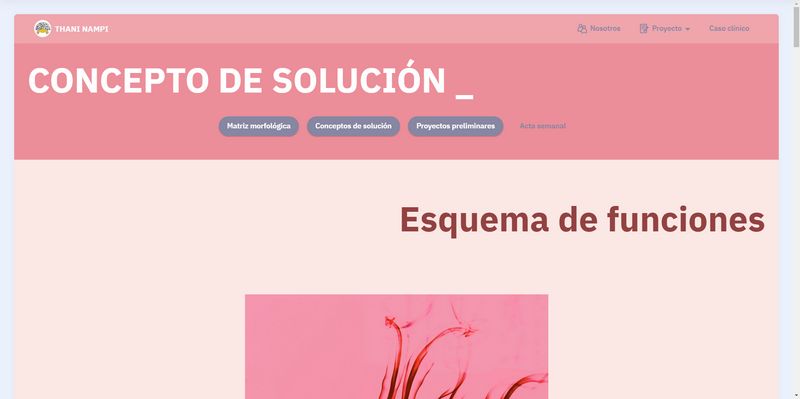 THANI NAMPI
Nosotros
Proyecto
Caso clínico
CONCEPTO DE SOLUCIÓN _
Matriz morfológica
Conceptos de solución
Proyectos preliminares
Acta semanal
Esquema de funciones